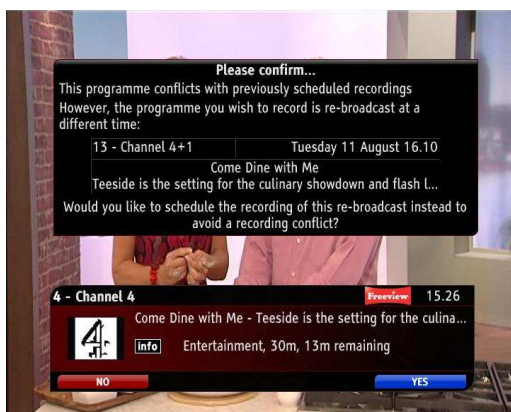 Please confirm...
This programme conflicts with previously scheduled recordings
However, the programme you wish to record is re-broadcast at a
different time:
13 - Channel 4+1 Tuesday 11 August 16.10
Come Dine with Me
Teeside is the setting for the culinary showdown and flash l...
Would you like to schedule the recording of this re-broadcast instead to
avoid a recording conflict?
4 - Channel 4 Freeview 15.26
Come Dine with Me - Teeside is the setting for the culina...
4 info Entertainment, 30m, 13m remaining
NO YES